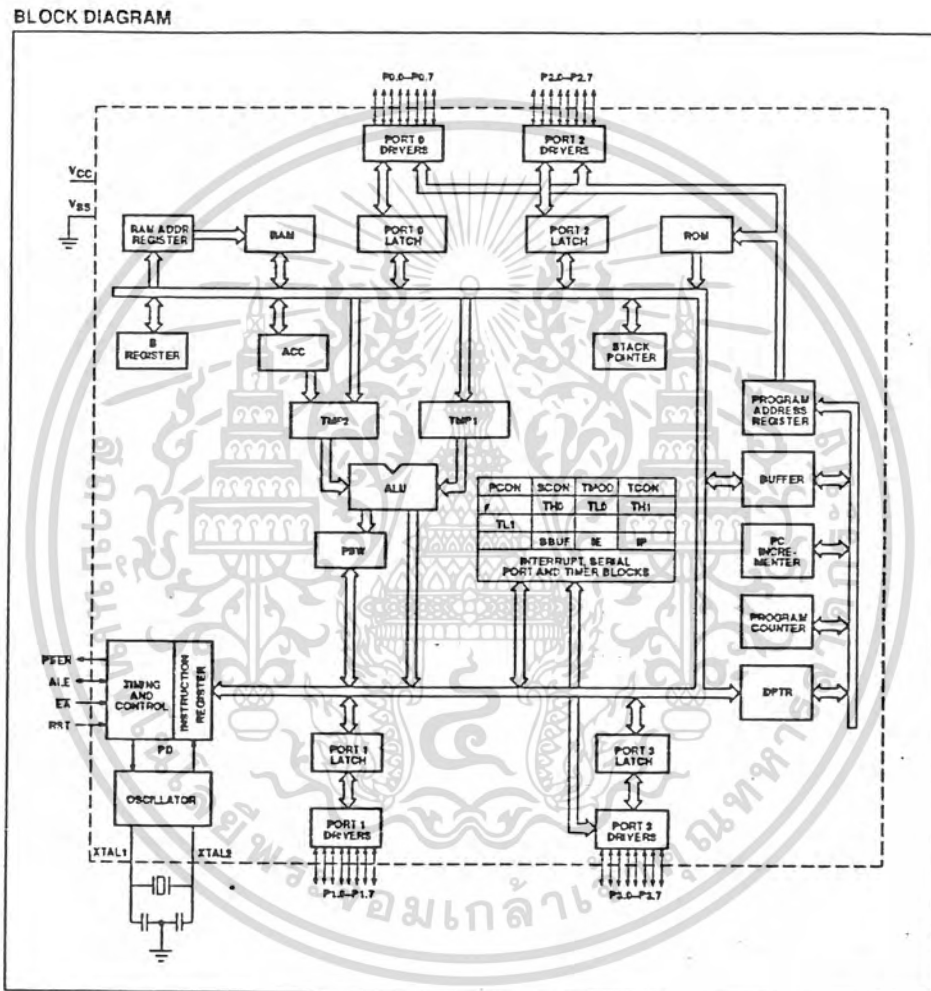 BLOCK DIAGRAM
P0.0–P0.7
P2.0–P2.7
PORT 0
DRIVERS
PORT 2
DRIVERS
VCC
VSS
RAM ADDR
REGISTER
RAM
PORT 0
LATCH
PORT 2
LATCH
ROM
B
REGISTER
ACC
STACK
POINTER
PROGRAM
ADDRESS
REGISTER
TMP2
TMP1
ALU
BUFFER
PCON SCON TMOD TCON
TH0 TL0 TH1
TL1
SBUF IE IP
INTERRUPT, SERIAL
PORT AND TIMER BLOCKS
PSW
PC
INCRE-
MENTER
PROGRAM
COUNTER
PSEN
ALE
EA
RST
TIMING
AND
CONTROL
INSTRUCTION
REGISTER
DPTR
PD
PORT 1
LATCH
PORT 3
LATCH
OSCILLATOR
PORT 1
DRIVERS
PORT 3
DRIVERS
XTAL1
XTAL2
P1.0–P1.7
P3.0–P3.7